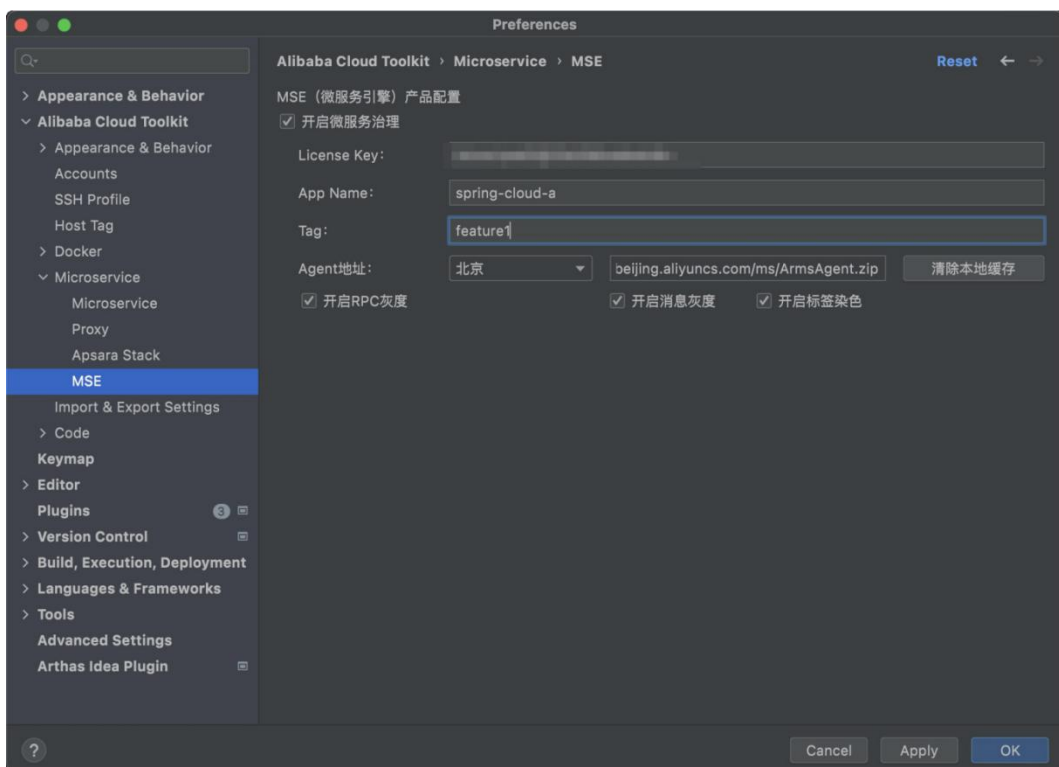 Preferences
Appearance & Behavior
Alibaba Cloud Toolkit
Appearance & Behavior
Accounts
SSH Profile
Host Tag
Docker
Microservice
Microservice
Proxy
Apsara Stack
MSE
Import & Export Settings
Code
Keymap
Editor
Plugins 3
Version Control
Build, Execution, Deployment
Languages & Frameworks
Tools
Advanced Settings
Arthas Idea Plugin
Alibaba Cloud Toolkit › Microservice › MSE Reset
MSE（微服务引擎）产品配置
开启微服务治理
License Key:
App Name: spring-cloud-a
Tag: feature1
Agent地址: 北京 beijing.aliyuncs.com/ms/ArmsAgent.zip 清除本地缓存
开启RPC灰度 开启消息灰度 开启标签染色
? Cancel Apply OK